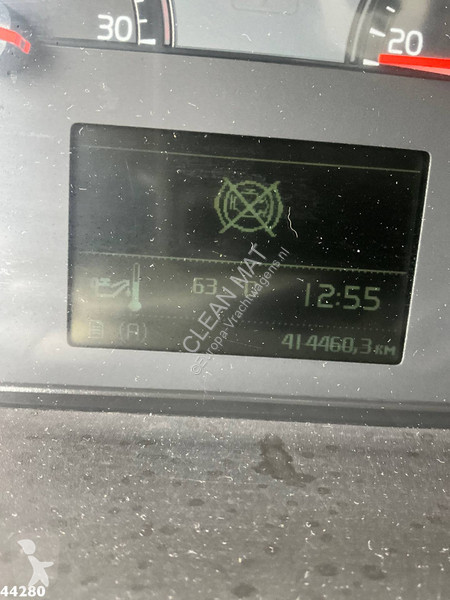 30
20
63 °C
12:55
(A)
414460,3 KM
CLEAN MAT
©Europa-Vrachtwagens.nl
44280